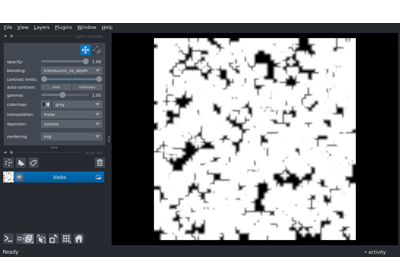 File View Layers Plugins Window Help
opacity: 1.00
blending: translucent_no_depth
contrast limits:
auto-contrast: once continuous
gamma: 1.00
colormap: gray
interpolation: linear
depiction: volume
rendering: mip
blobs
Ready
activity